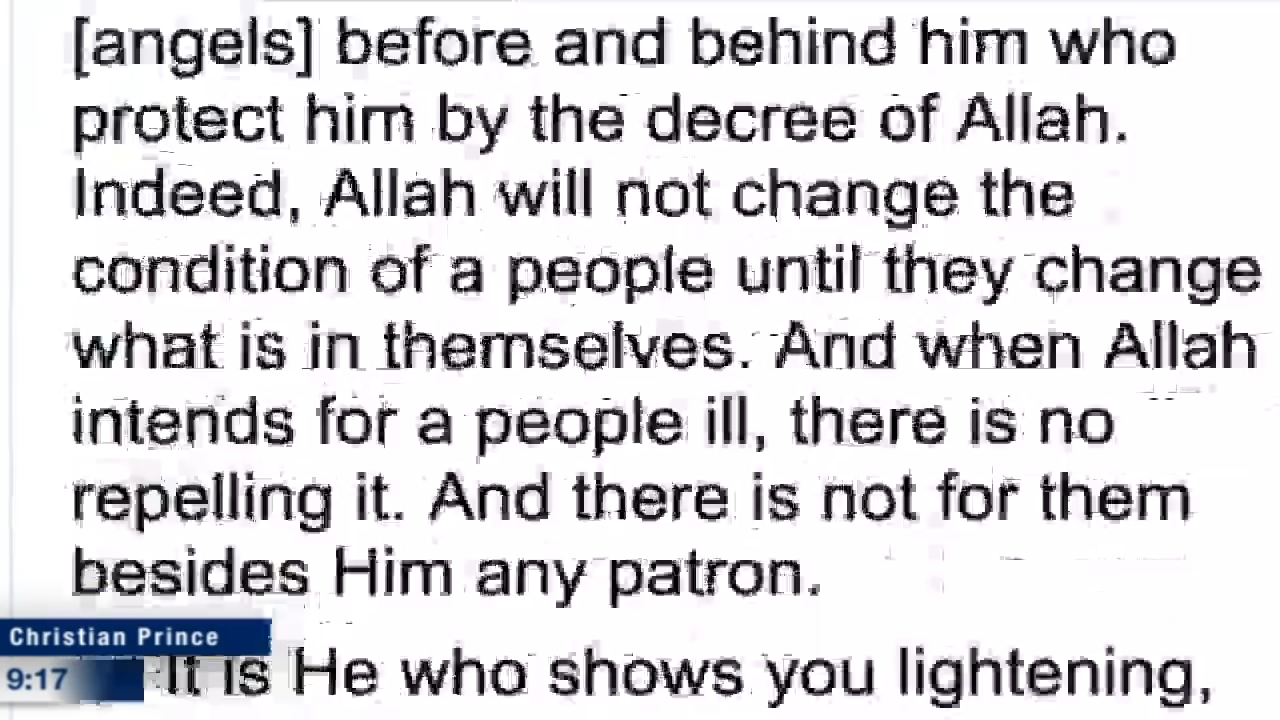 [angels] before and behind him who
protect him by the decree of Allah.
Indeed, Allah will not change the
condition of a people until they change
what is in themselves. And when Allah
intends for a people ill, there is no
repelling it. And there is not for them
besides Him any patron.
Christian Prince
9:17
It is He who shows you lightening,